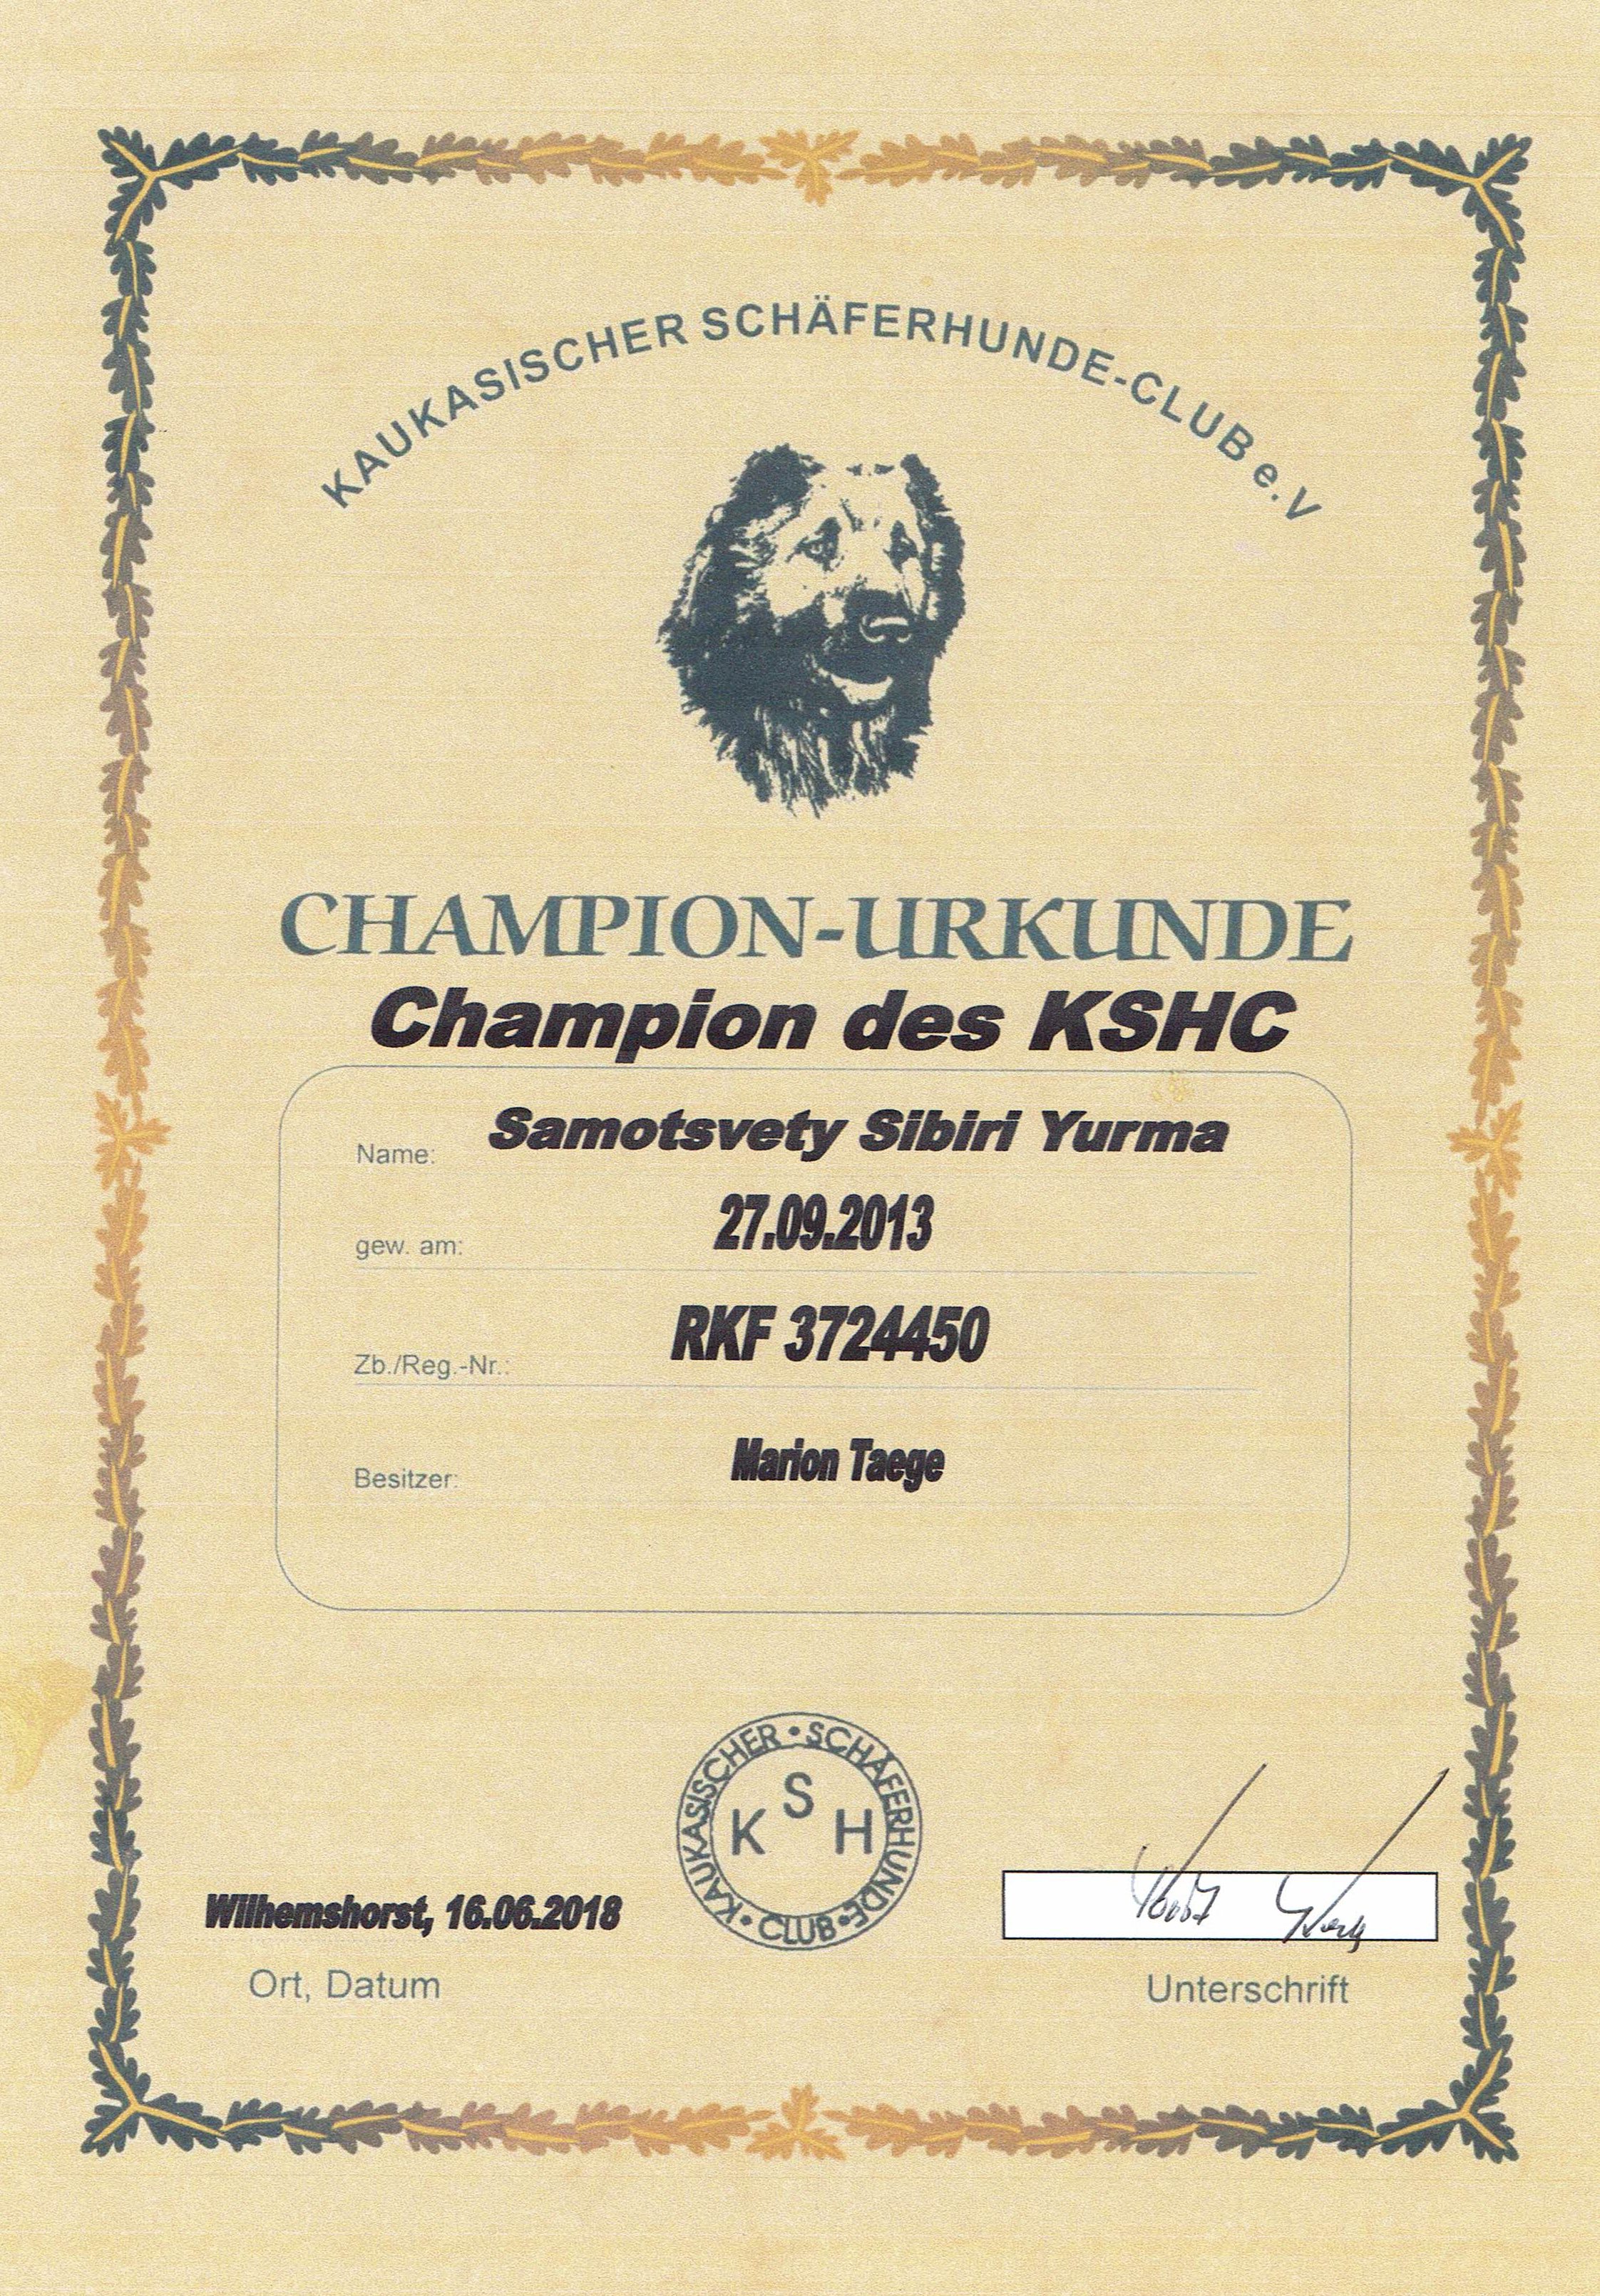 KAUKASISCHER SCHÄFERHUNDE-CLUB e.V
CHAMPION-URKUNDE
Champion des KSHC
Name: Samotsvety Sibiri Yurma
gew. am: 27.09.2013
Zb./Reg.-Nr.: RKF 3724450
Besitzer: Marion Taege
KAUKASISCHER • SCHÄFERHUNDE • CLUB •
K S H
Wilhemshorst, 16.06.2018
Ort, Datum
Unterschrift